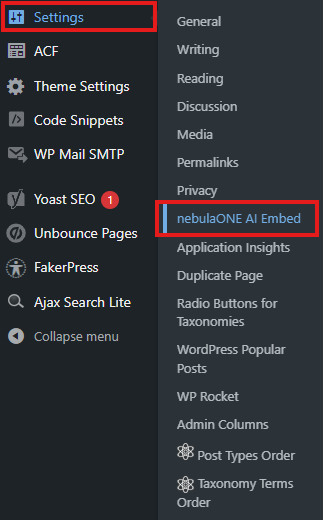 Settings
ACF
Theme Settings
Code Snippets
WP Mail SMTP
Yoast SEO 1
Unbounce Pages
FakerPress
Ajax Search Lite
Collapse menu
General
Writing
Reading
Discussion
Media
Permalinks
Privacy
nebulaONE AI Embed
Application Insights
Duplicate Page
Radio Buttons for
Taxonomies
WordPress Popular
Posts
WP Rocket
Admin Columns
Post Types Order
Taxonomy Terms
Order